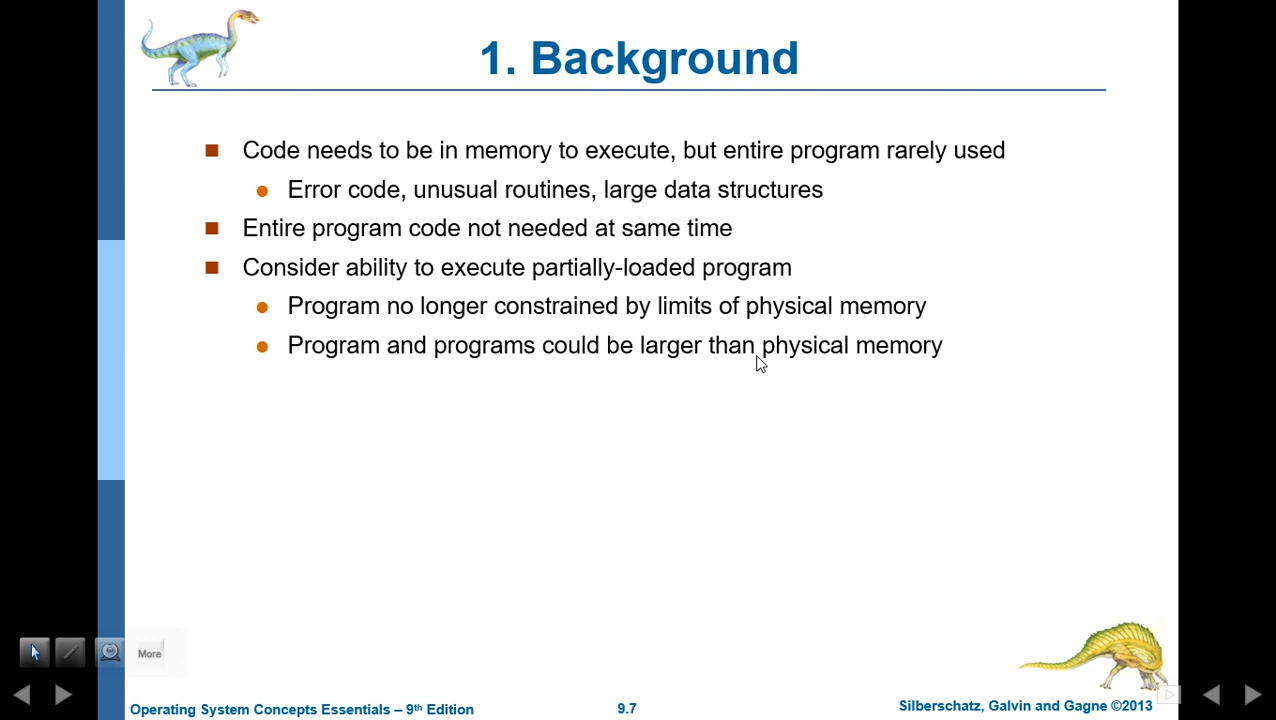 1. Background
Code needs to be in memory to execute, but entire program rarely used
Error code, unusual routines, large data structures
Entire program code not needed at same time
Consider ability to execute partially-loaded program
Program no longer constrained by limits of physical memory
Program and programs could be larger than physical memory
More
Operating System Concepts Essentials – 9th Edition
9.7
Silberschatz, Galvin and Gagne ©2013